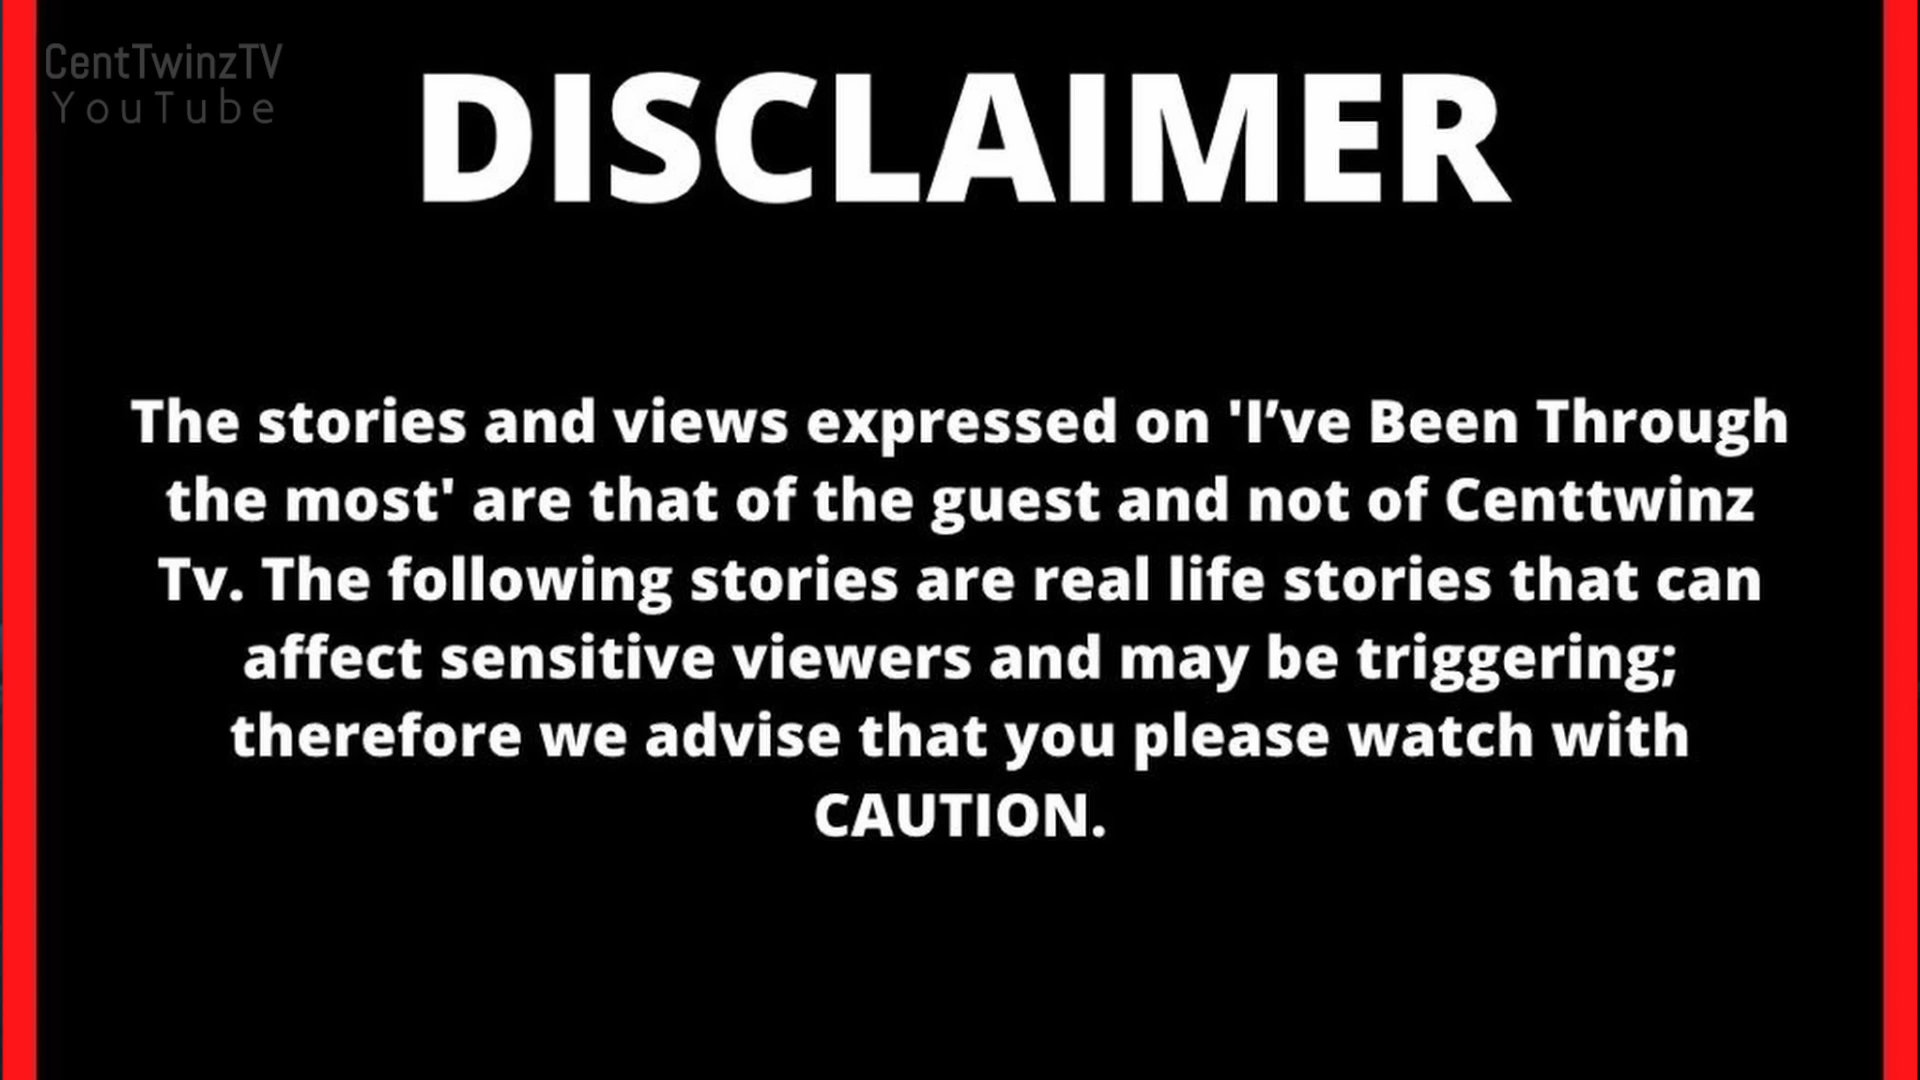 CentTwinzTV
YouTube
DISCLAIMER
The stories and views expressed on 'I’ve Been Through
the most' are that of the guest and not of Centtwinz
Tv. The following stories are real life stories that can
affect sensitive viewers and may be triggering;
therefore we advise that you please watch with
CAUTION.